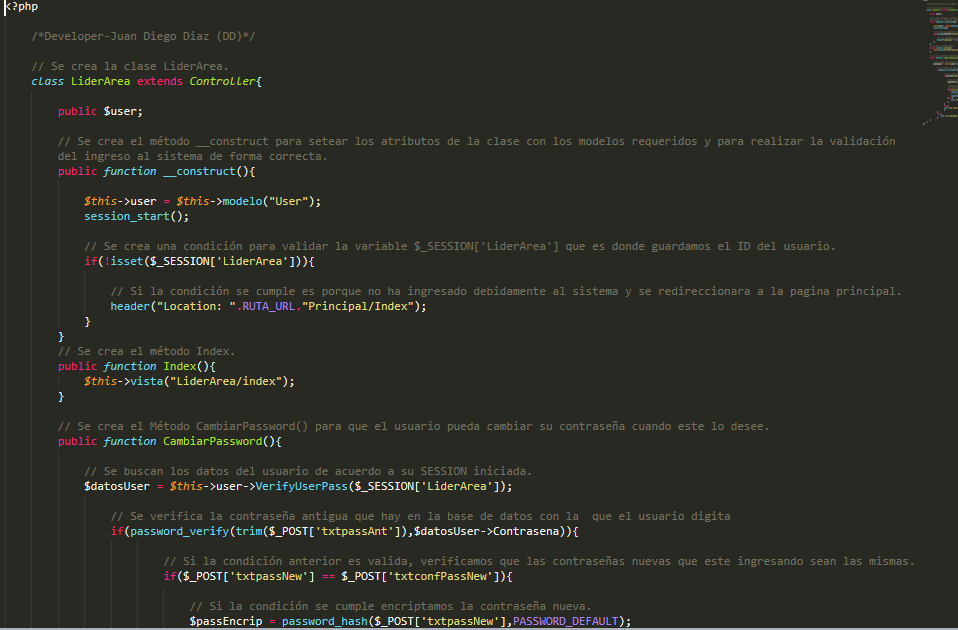 <?php
/*Developer-Juan Diego Diaz (DD)*/
// Se crea la clase LiderArea.
class LiderArea extends Controller{
public $user;
// Se crea el método __construct para setear los atributos de la clase con los modelos requeridos y para realizar la validación
del ingreso al sistema de forma correcta.
public function __construct(){
$this->user = $this->modelo("User");
session_start();
// Se crea una condición para validar la variable $_SESSION['LiderArea'] que es donde guardamos el ID del usuario.
if(!isset($_SESSION['LiderArea'])){
// Si la condición se cumple es porque no ha ingresado debidamente al sistema y se redireccionara a la pagina principal.
header("Location: ".RUTA_URL."Principal/Index");
}
}
// Se crea el método Index.
public function Index(){
$this->vista("LiderArea/index");
}
// Se crea el Método CambiarPassword() para que el usuario pueda cambiar su contraseña cuando este lo desee.
public function CambiarPassword(){
// Se buscan los datos del usuario de acuerdo a su SESSION iniciada.
$datosUser = $this->user->VerifyUserPass($_SESSION['LiderArea']);
// Se verifica la contraseña antigua que hay en la base de datos con la  que el usuario digita
if(password_verify(trim($_POST['txtpassAnt']),$datosUser->Contrasena)){
// Si la condición anterior es valida, verificamos que las contraseñas nuevas que este ingresando sean las mismas.
if($_POST['txtpassNew'] == $_POST['txtconfPassNew']){
// Si la condición se cumple encriptamos la contraseña nueva.
$passEncrip = password_hash($_POST['txtpassNew'],PASSWORD_DEFAULT);